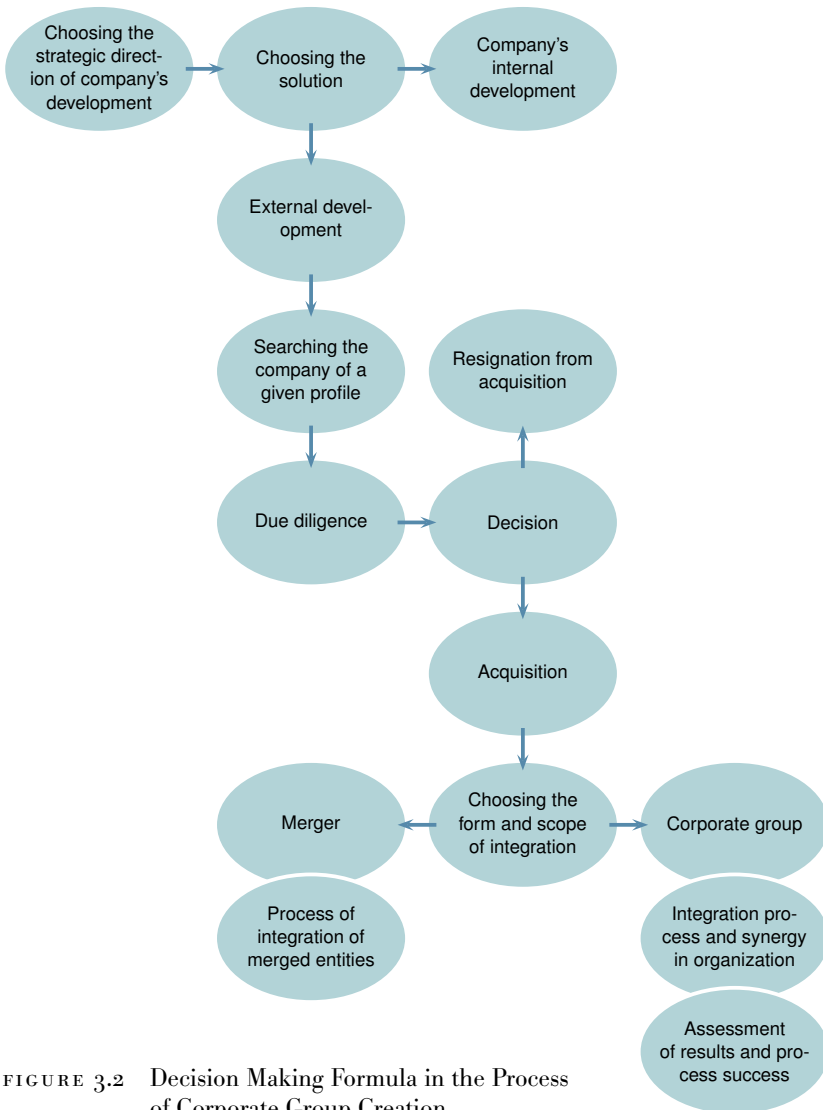 Choosing the
strategic direct-
ion of company's
development
Choosing the
solution
Company's
internal
development
External devel-
opment
Searching the
company of a
given profile
Resignation from
acquisition
Due diligence
Decision
Acquisition
Merger
Choosing the
form and scope
of integration
Corporate group
Process of
integration of
merged entities
Integration pro-
cess and synergy
in organization
Assessment
of results and pro-
cess success
FIGURE 3.2 Decision Making Formula in the Process
of Corporate Group Creation